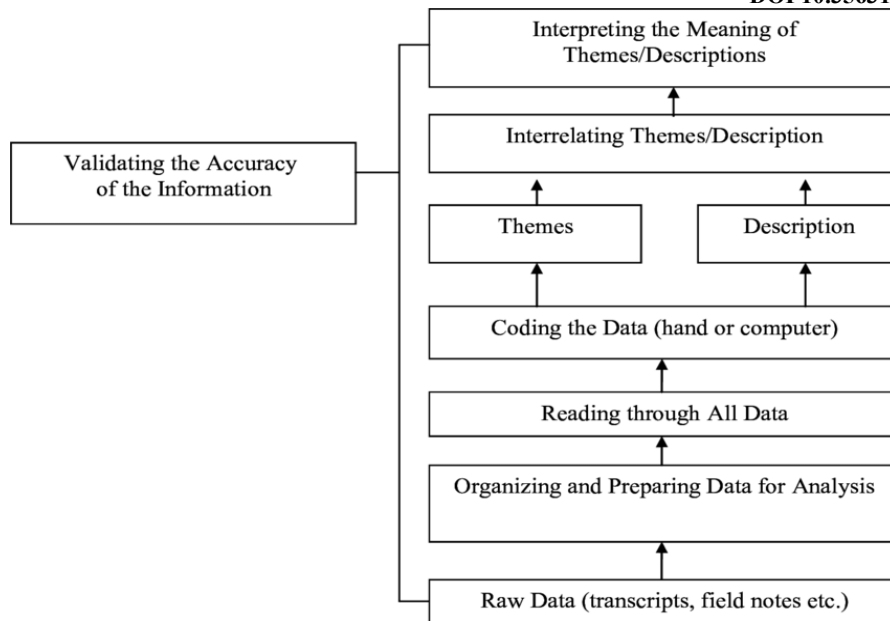 Interpreting the Meaning of
Themes/Descriptions
Interrelating Themes/Description
Validating the Accuracy
of the Information
Themes
Description
Coding the Data (hand or computer)
Reading through All Data
Organizing and Preparing Data for Analysis
Raw Data (transcripts, field notes etc.)